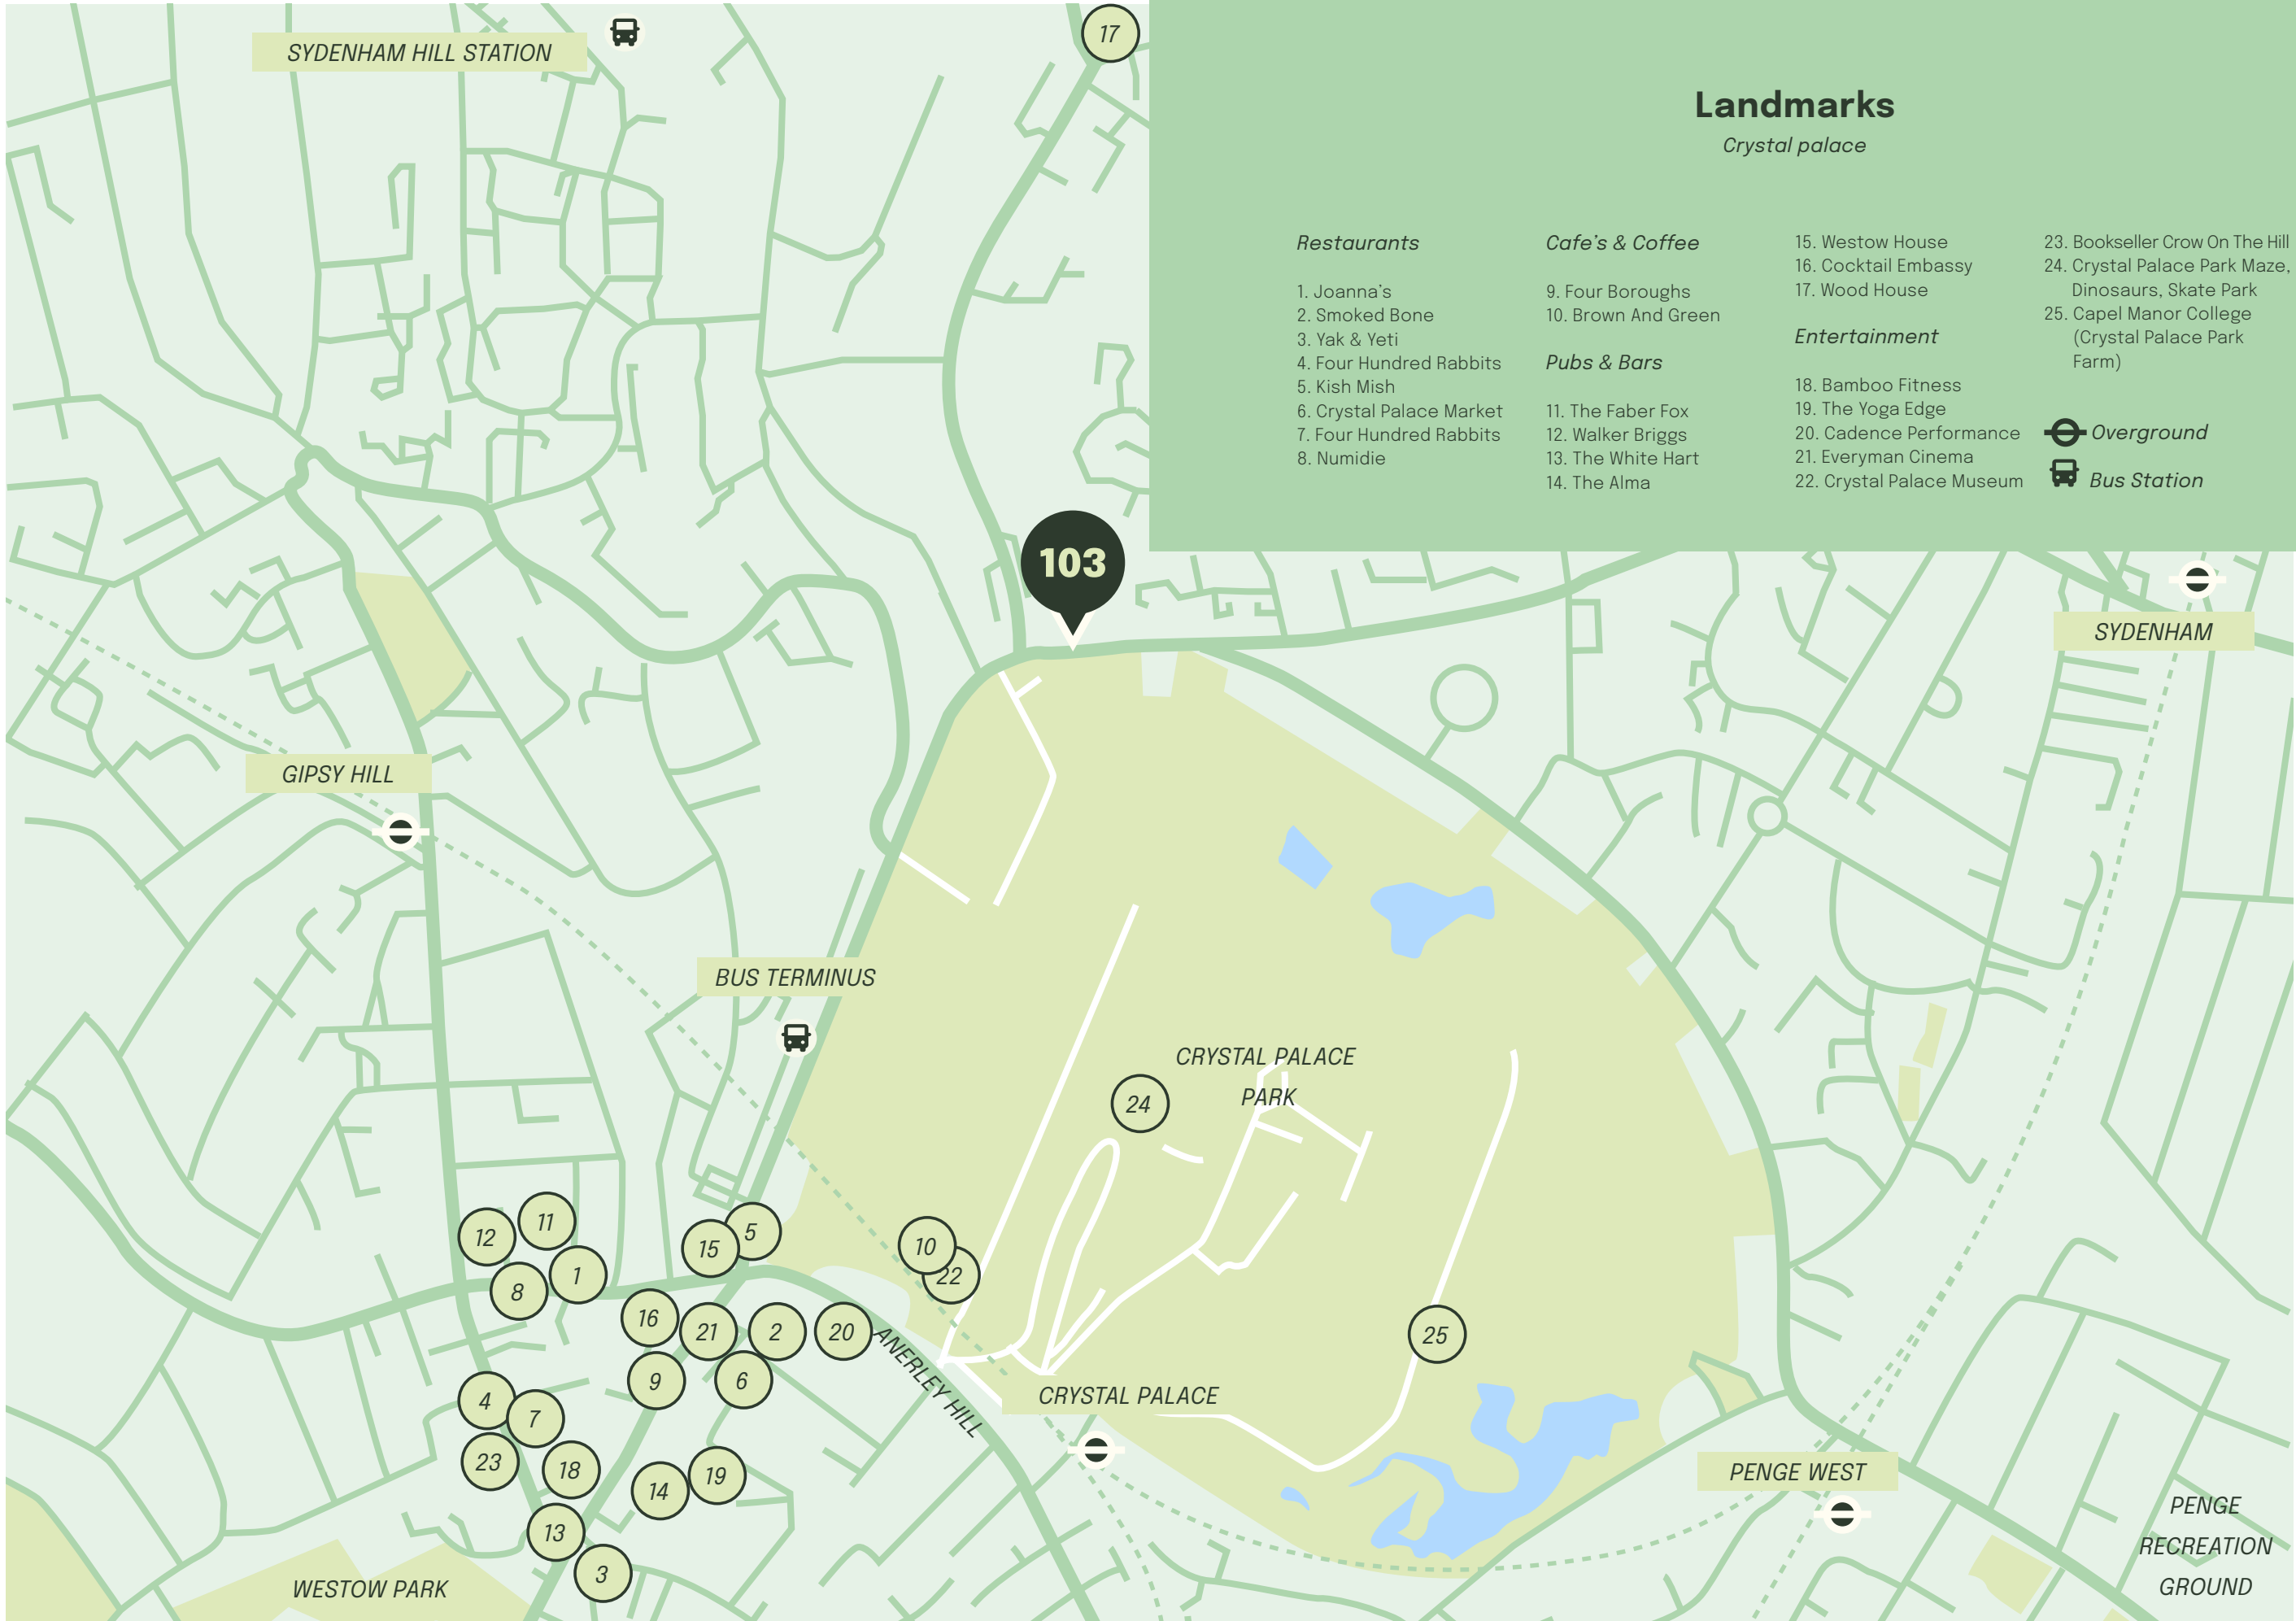 Landmarks
Crystal palace
Restaurants
1. Joanna's
2. Smoked Bone
3. Yak & Yeti
4. Four Hundred Rabbits
5. Kish Mish
6. Crystal Palace Market
7. Four Hundred Rabbits
8. Numidie
Cafe's & Coffee
9. Four Boroughs
10. Brown And Green
Pubs & Bars
11. The Faber Fox
12. Walker Briggs
13. The White Hart
14. The Alma
15. Westow House
16. Cocktail Embassy
17. Wood House
Entertainment
18. Bamboo Fitness
19. The Yoga Edge
20. Cadence Performance
21. Everyman Cinema
22. Crystal Palace Museum
23. Bookseller Crow On The Hill
24. Crystal Palace Park Maze,
Dinosaurs, Skate Park
25. Capel Manor College
(Crystal Palace Park
Farm)
Overground
Bus Station
17
SYDENHAM HILL STATION
103
SYDENHAM
GIPSY HILL
BUS TERMINUS
CRYSTAL PALACE
PARK
24
12
11
5
15
10
22
8
1
16
21
2
20
ANERLEY HILL
25
9
6
CRYSTAL PALACE
4
7
23
18
14
19
PENGE WEST
13
3
WESTOW PARK
PENGE
RECREATION
GROUND